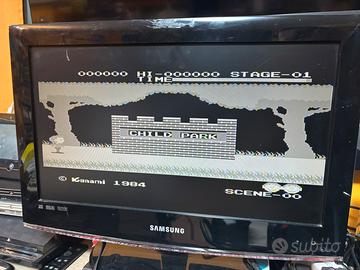 000000 HI-000000 STAGE-01
TIME
CHILD PARK
© Konami 1984
SCENE-00
SAMSUNG
subito